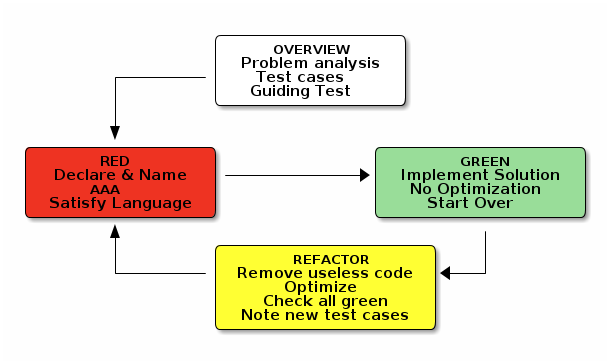 OVERVIEW
Problem analysis
Test cases
Guiding Test
RED
Declare & Name
AAA
Satisfy Language
GREEN
Implement Solution
No Optimization
Start Over
REFACTOR
Remove useless code
Optimize
Check all green
Note new test cases